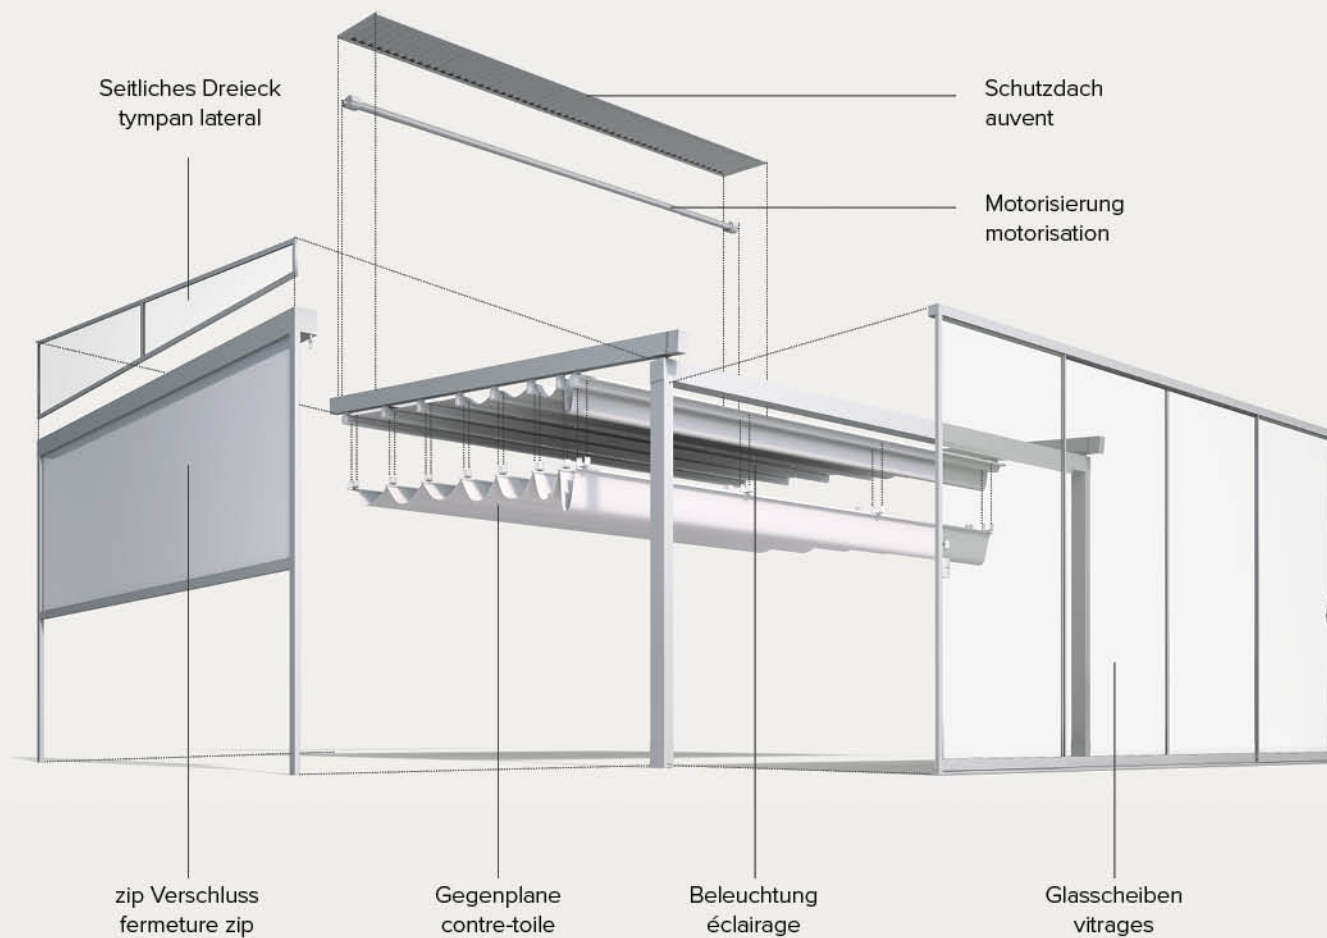 Seitliches Dreieck
tympan lateral
Schutzdach
auvent
Motorisierung
motorisation
zip Verschluss
fermeture zip
Gegenplane
contre-toile
Beleuchtung
éclairage
Glasscheiben
vitrages